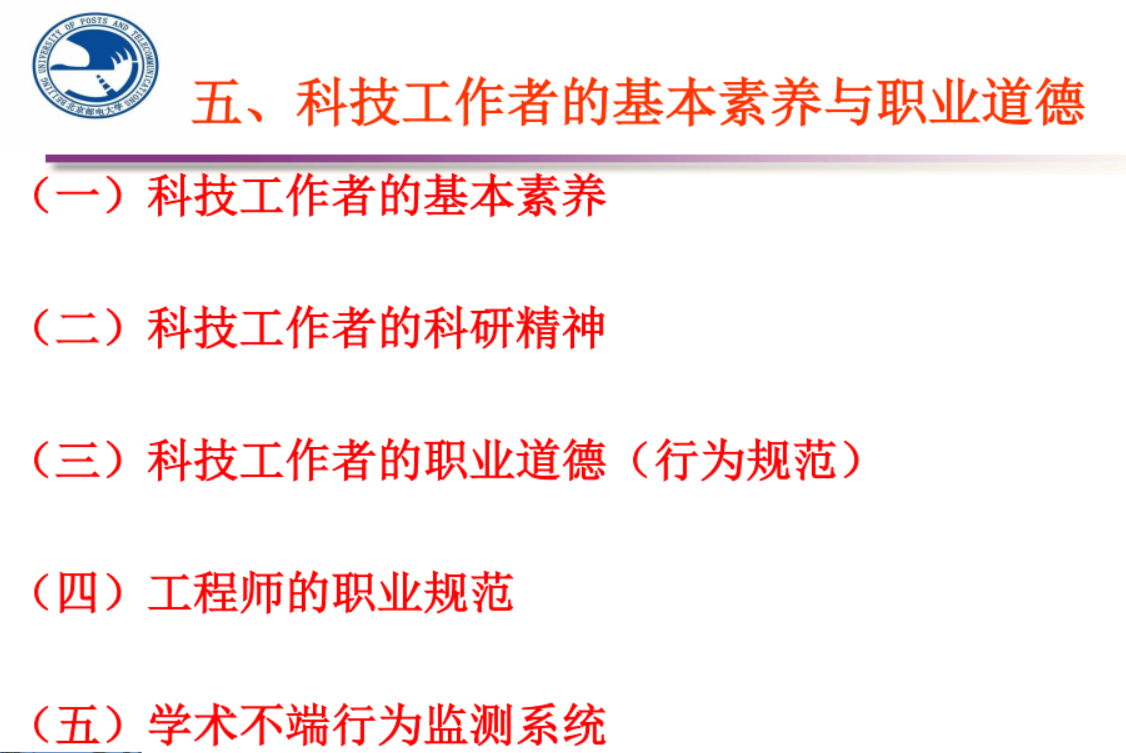 BEIJING UNIVERSITY OF POSTS AND TELECOMMUNICATIONS
北京邮电大学
五、科技工作者的基本素养与职业道德
（一）科技工作者的基本素养
（二）科技工作者的科研精神
（三）科技工作者的职业道德（行为规范）
（四）工程师的职业规范
（五）学术不端行为监测系统